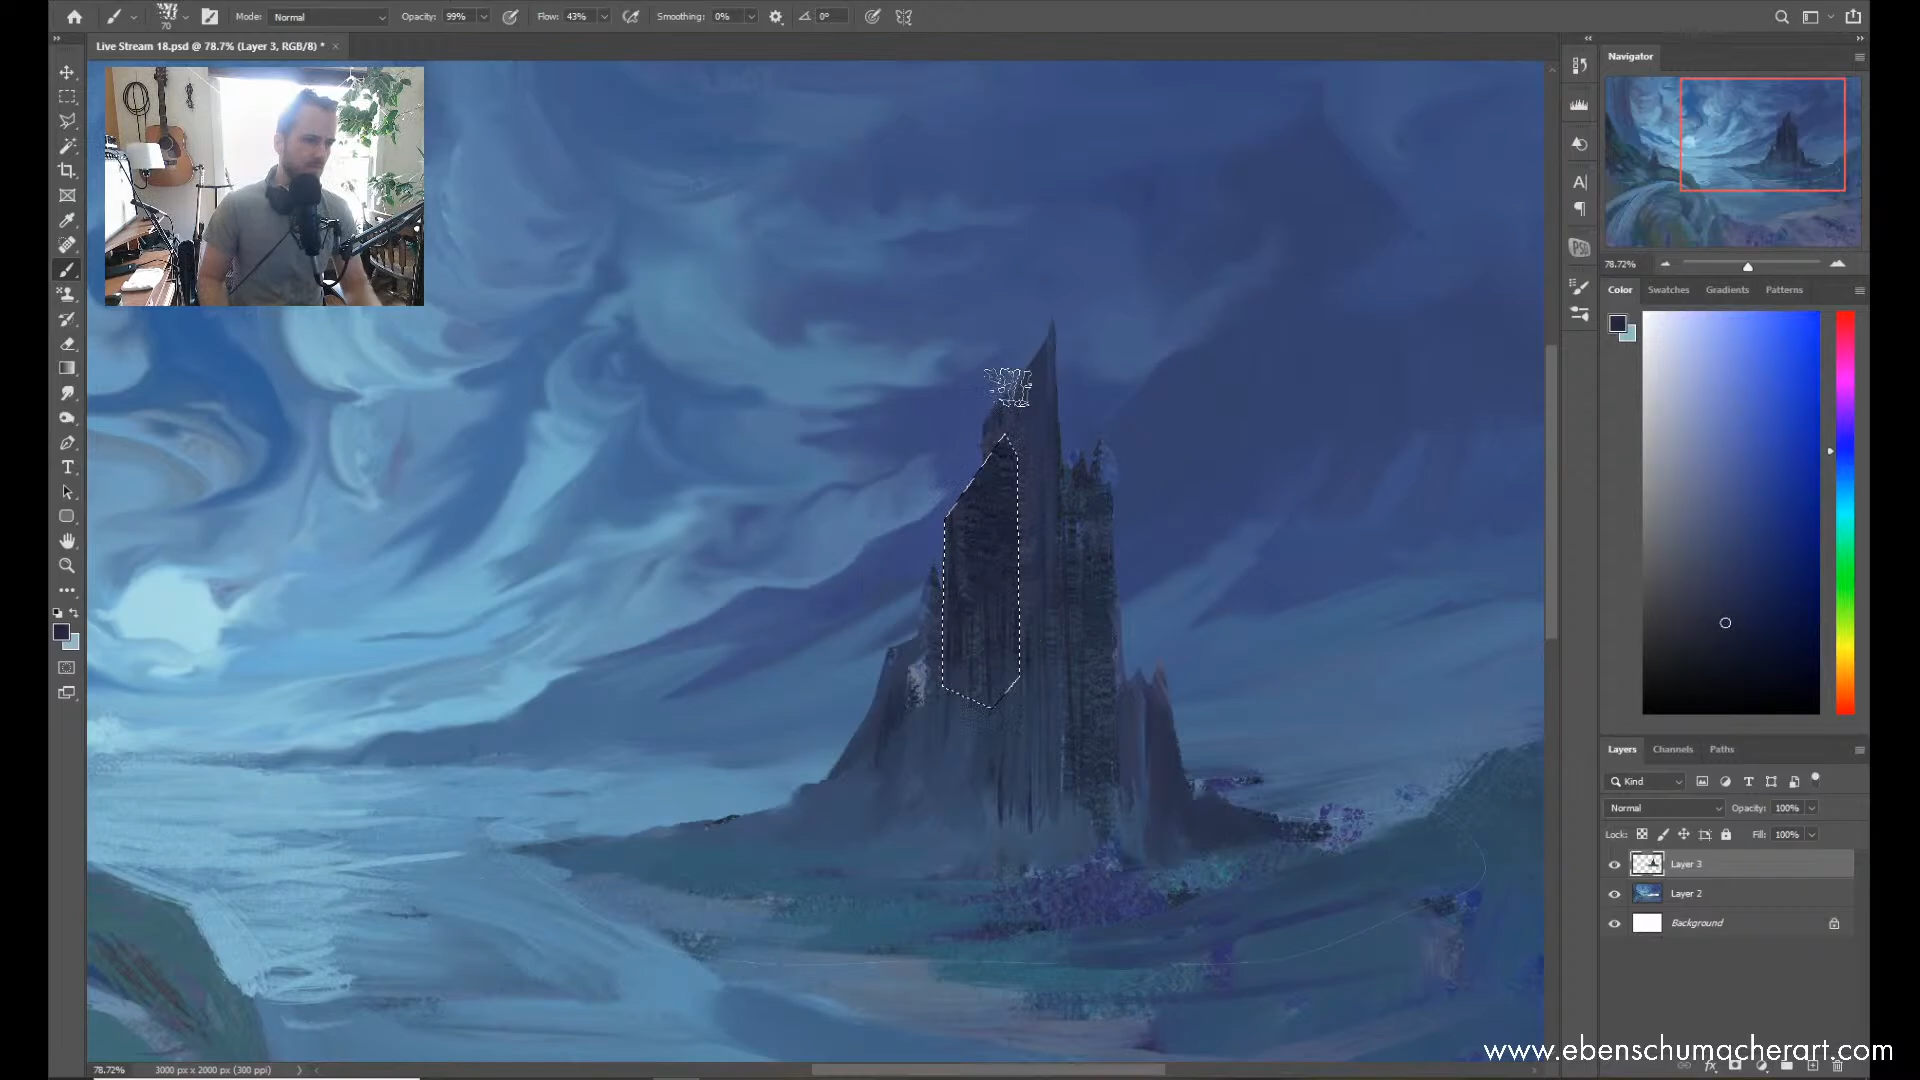 70
Mode: Normal
Opacity: 99%
Flow: 43%
Smoothing: 0%
0°
Live Stream 18.psd @ 78.7% (Layer 3, RGB/8) *
Navigator
78.72%
Color Swatches Gradients Patterns
Layers Channels Paths
Kind
Normal Opacity: 100%
Lock: Fill: 100%
Layer 3
Layer 2
Background
78.72% 3000 px x 2000 px (300 ppi)
www.ebenschumacherart.com